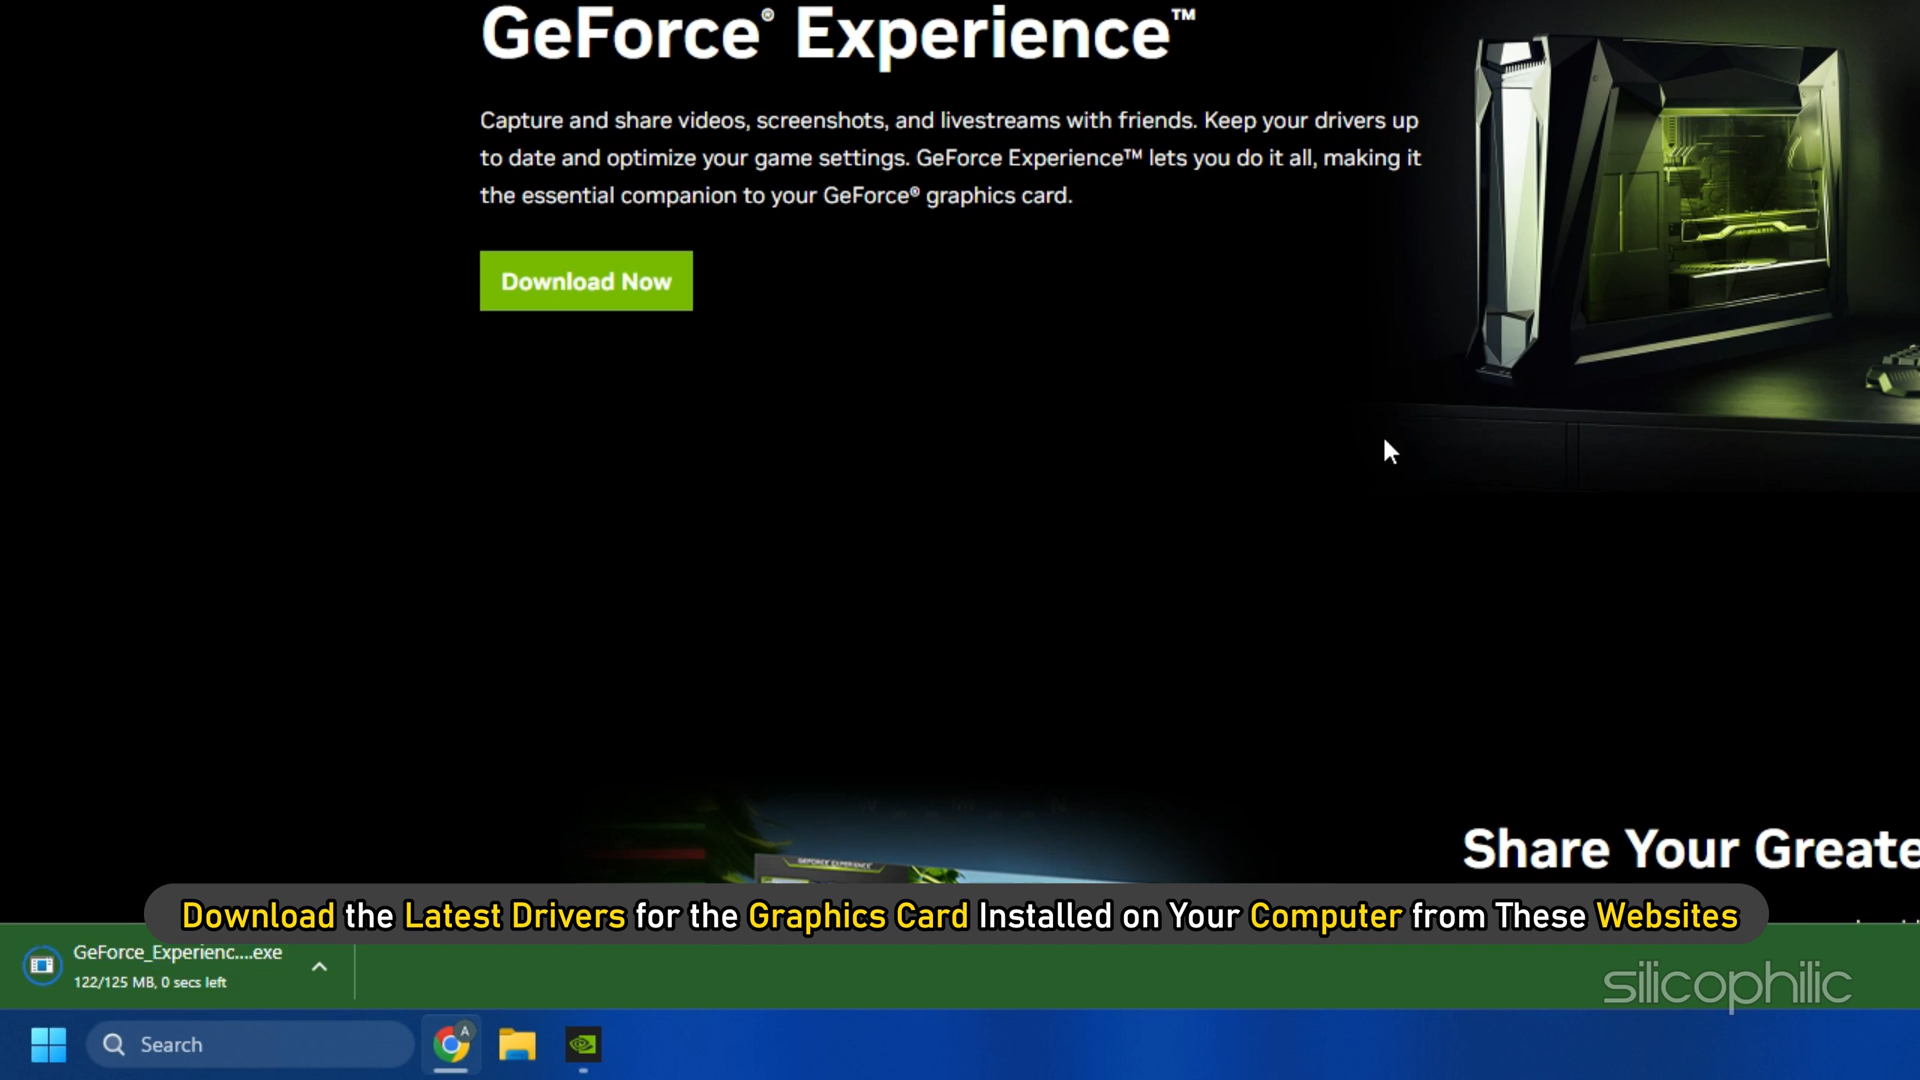 GeForce® Experience™
Capture and share videos, screenshots, and livestreams with friends. Keep your drivers up
to date and optimize your game settings. GeForce Experience™ lets you do it all, making it
the essential companion to your GeForce® graphics card.
Download Now
GEFORCE EXPERIENCE
Share Your Greate
Download the Latest Drivers for the Graphics Card Installed on Your Computer from These Websites
GeForce_Experienc....exe
122/125 MB, 0 secs left
silicophilic
A
Search